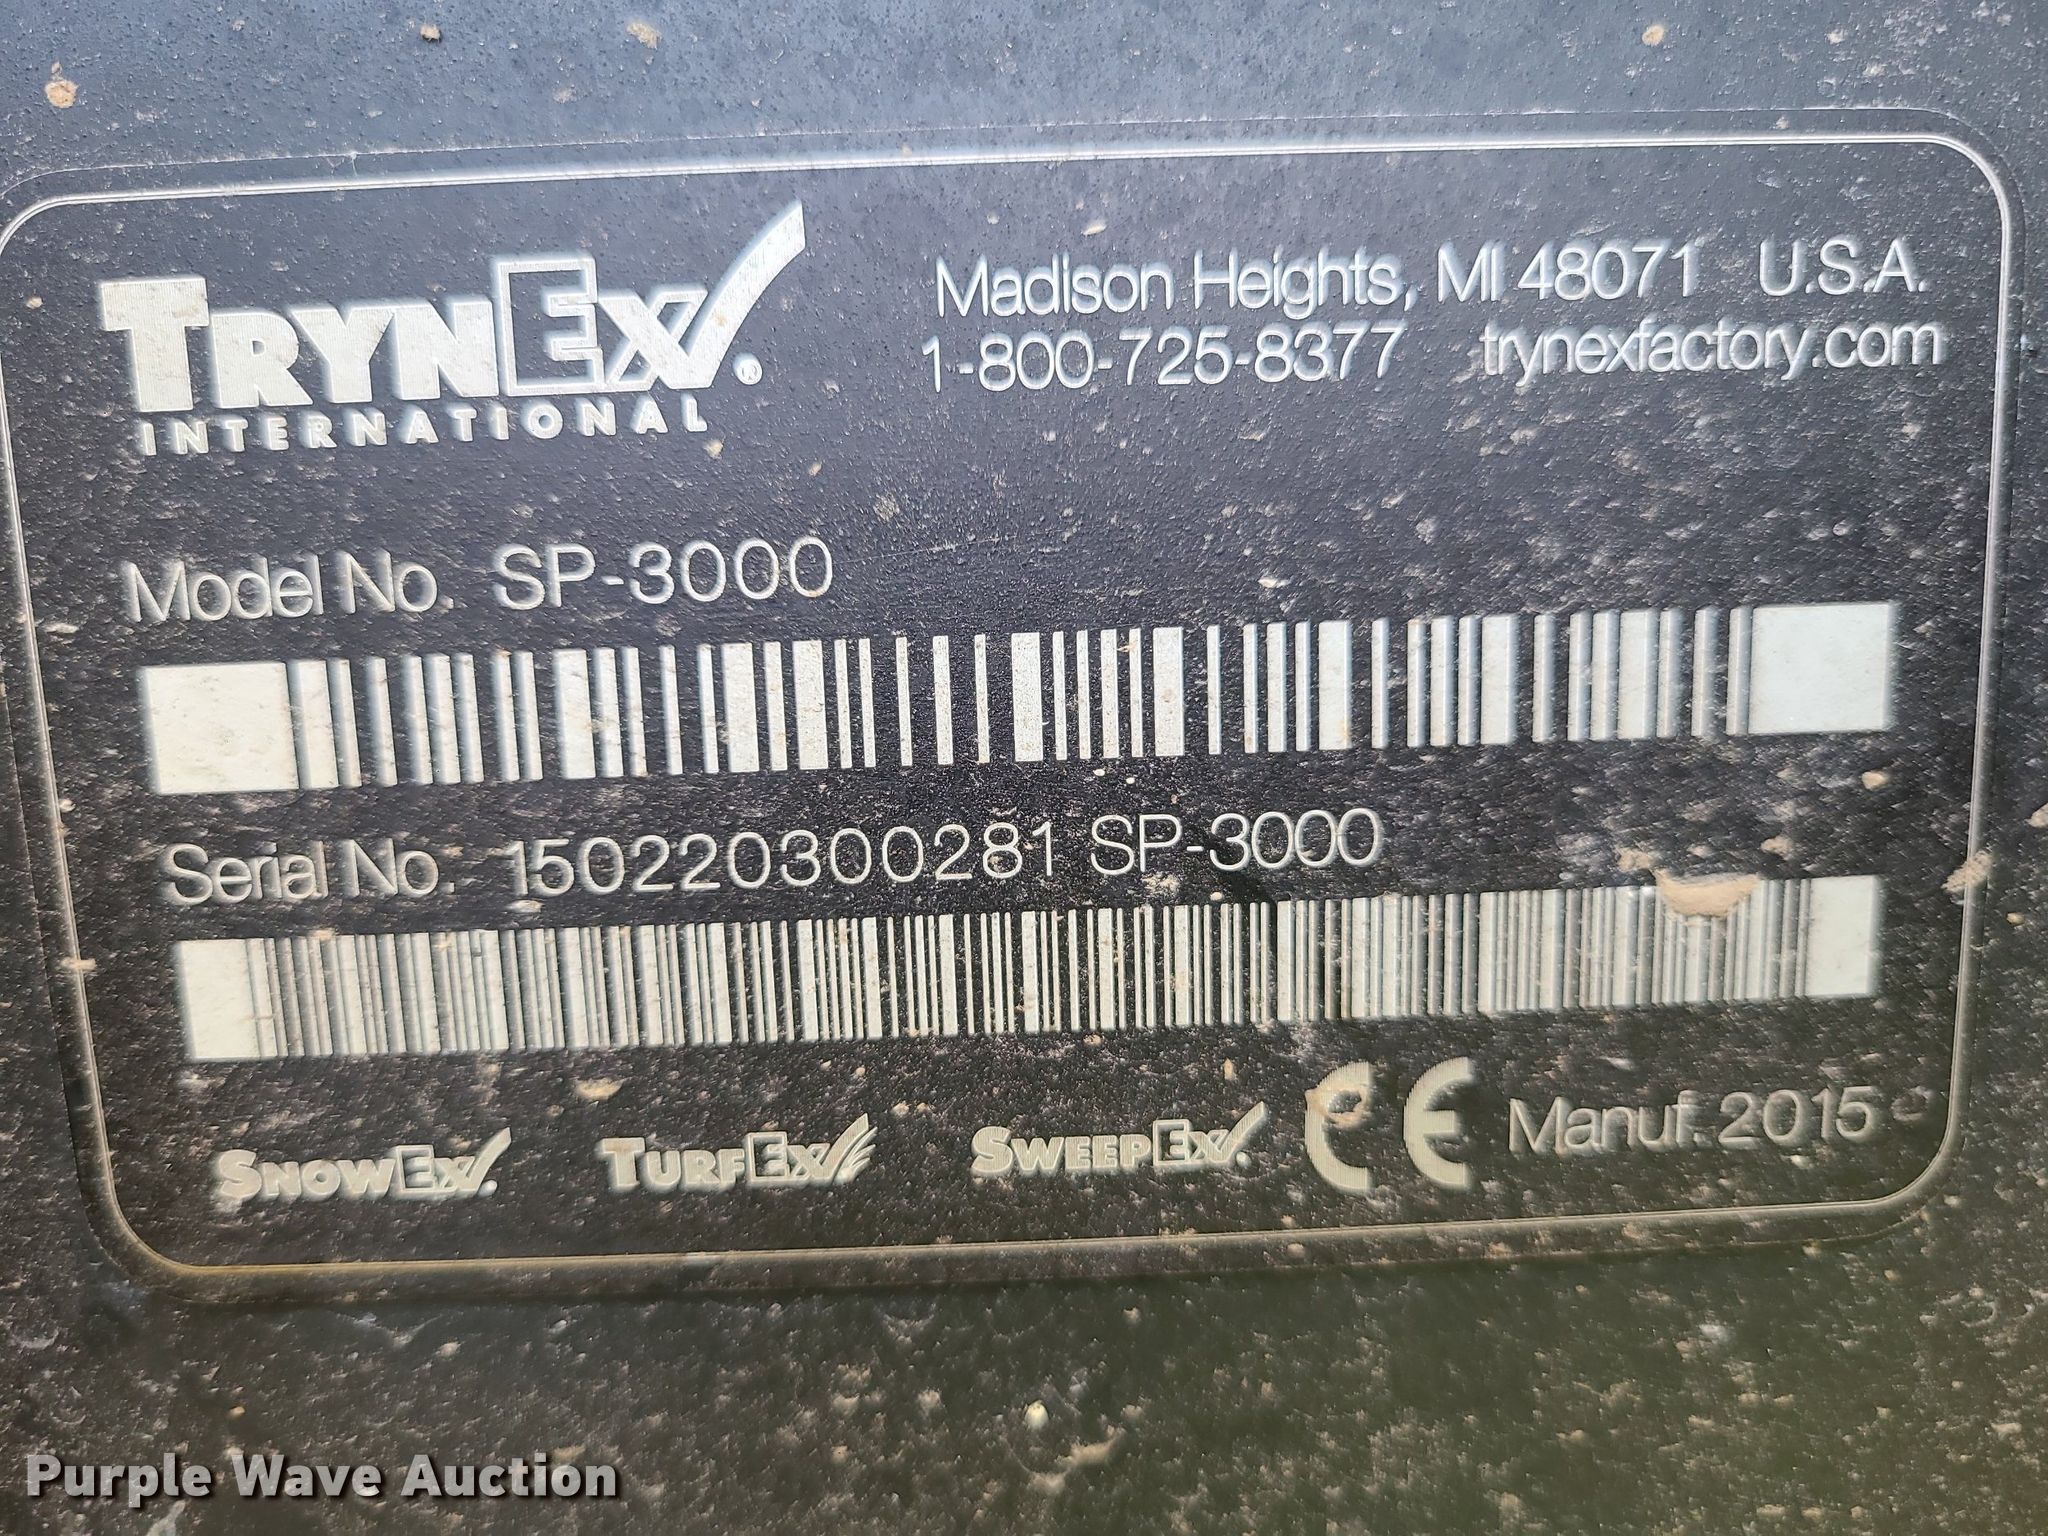 TRYNEX® Madison Heights, MI 48071 U.S.A.
INTERNATIONAL 1-800-725-8377 trynexfactory.com
Model No. SP-3000
Serial No. 150220300281 SP-3000
SNOWEX. TURFEX SWEEPEX. CE Manuf. 2015
Purple Wave Auction